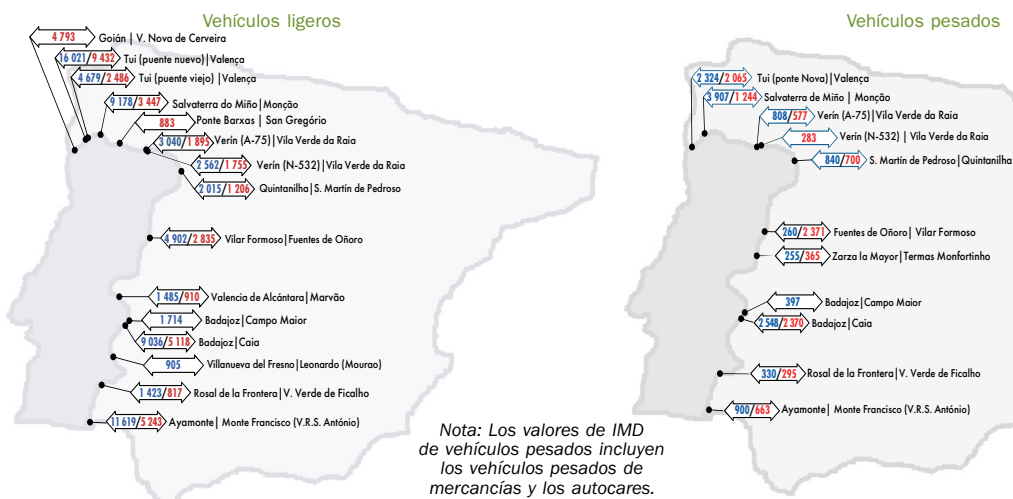 Vehículos ligeros
4 793 Goián | V. Nova de Cerveira
16 021/9 432 Tui (puente nuevo)|Valença
4 679/2 486 Tui (puente viejo) |Valença
9 178/3 447 Salvaterra do Miño|Monção
883 Ponte Barxas | San Gregório
3 040/1 895 Verín (A-75)|Vila Verde da Raia
2 562/1 755 Verín (N-532)|Vila Verde da Raia
2 015/1 206 Quintanilha|S. Martín de Pedroso
4 902/2 835 Vilar Formoso|Fuentes de Oñoro
1 485/910 Valencia de Alcántara|Marvão
1 714 Badajoz|Campo Maior
9 036/5 118 Badajoz|Caia
905 Villanueva del Fresno|Leonardo (Mourao)
1 423/817 Rosal de la Frontera|V. Verde de Ficalho
11 619/5 243 Ayamonte | Monte Francisco (V.R.S. António)
Vehículos pesados
2 324/2 065 Tui (ponte Nova)|Valença
3 907/1 244 Salvaterra de Miño | Monção
808/577 Verín (A-75)|Vila Verde da Raia
283 Verín (N-532) | Vila Verde da Raia
840/700 S. Martín de Pedroso|Quintanilha
260/2 371 Fuentes de Oñoro| Vilar Formoso
255/365 Zarza la Mayor|Termas Monfortinho
397 Badajoz|Campo Maior
2 548/2 370 Badajoz|Caia
330/295 Rosal de la Frontera| V. Verde de Ficalho
900/663 Ayamonte| Monte Francisco (V.R.S. António)
Nota: Los valores de IMD
de vehículos pesados incluyen
los vehículos pesados de
mercancías y los autocares.